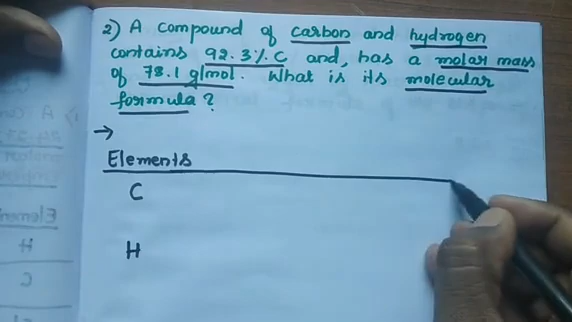 2) A compound of carbon and hydrogen
contains 92.3% C and, has a molar mass
of 78.1 g/mol. What is its molecular
formula?
→
Elements
C
H